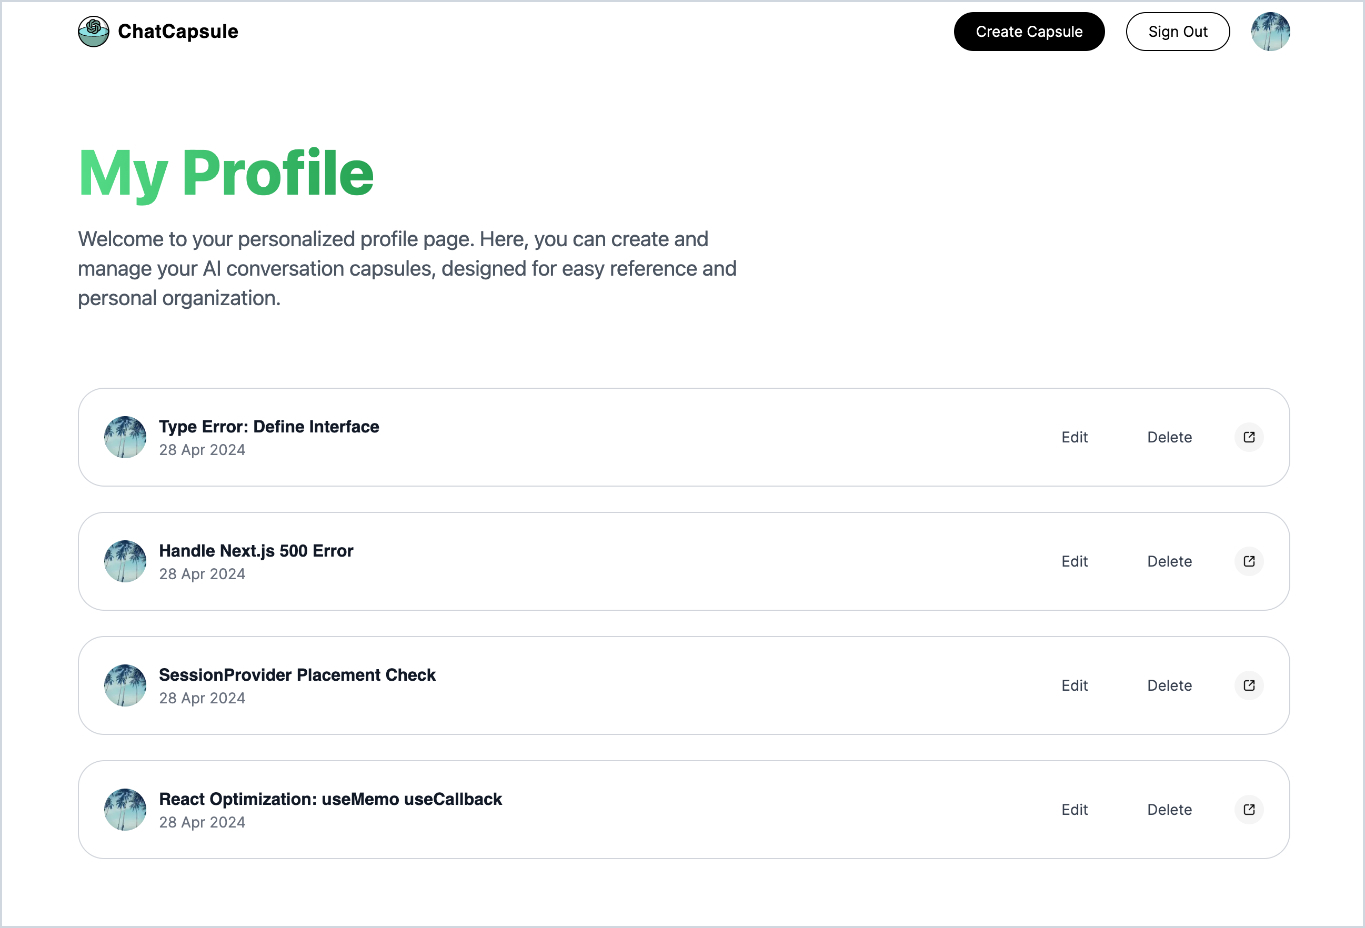 ChatCapsule
Create Capsule
Sign Out
My Profile
Welcome to your personalized profile page. Here, you can create and
manage your AI conversation capsules, designed for easy reference and
personal organization.
Type Error: Define Interface
28 Apr 2024
Edit
Delete
Handle Next.js 500 Error
28 Apr 2024
Edit
Delete
SessionProvider Placement Check
28 Apr 2024
Edit
Delete
React Optimization: useMemo useCallback
28 Apr 2024
Edit
Delete